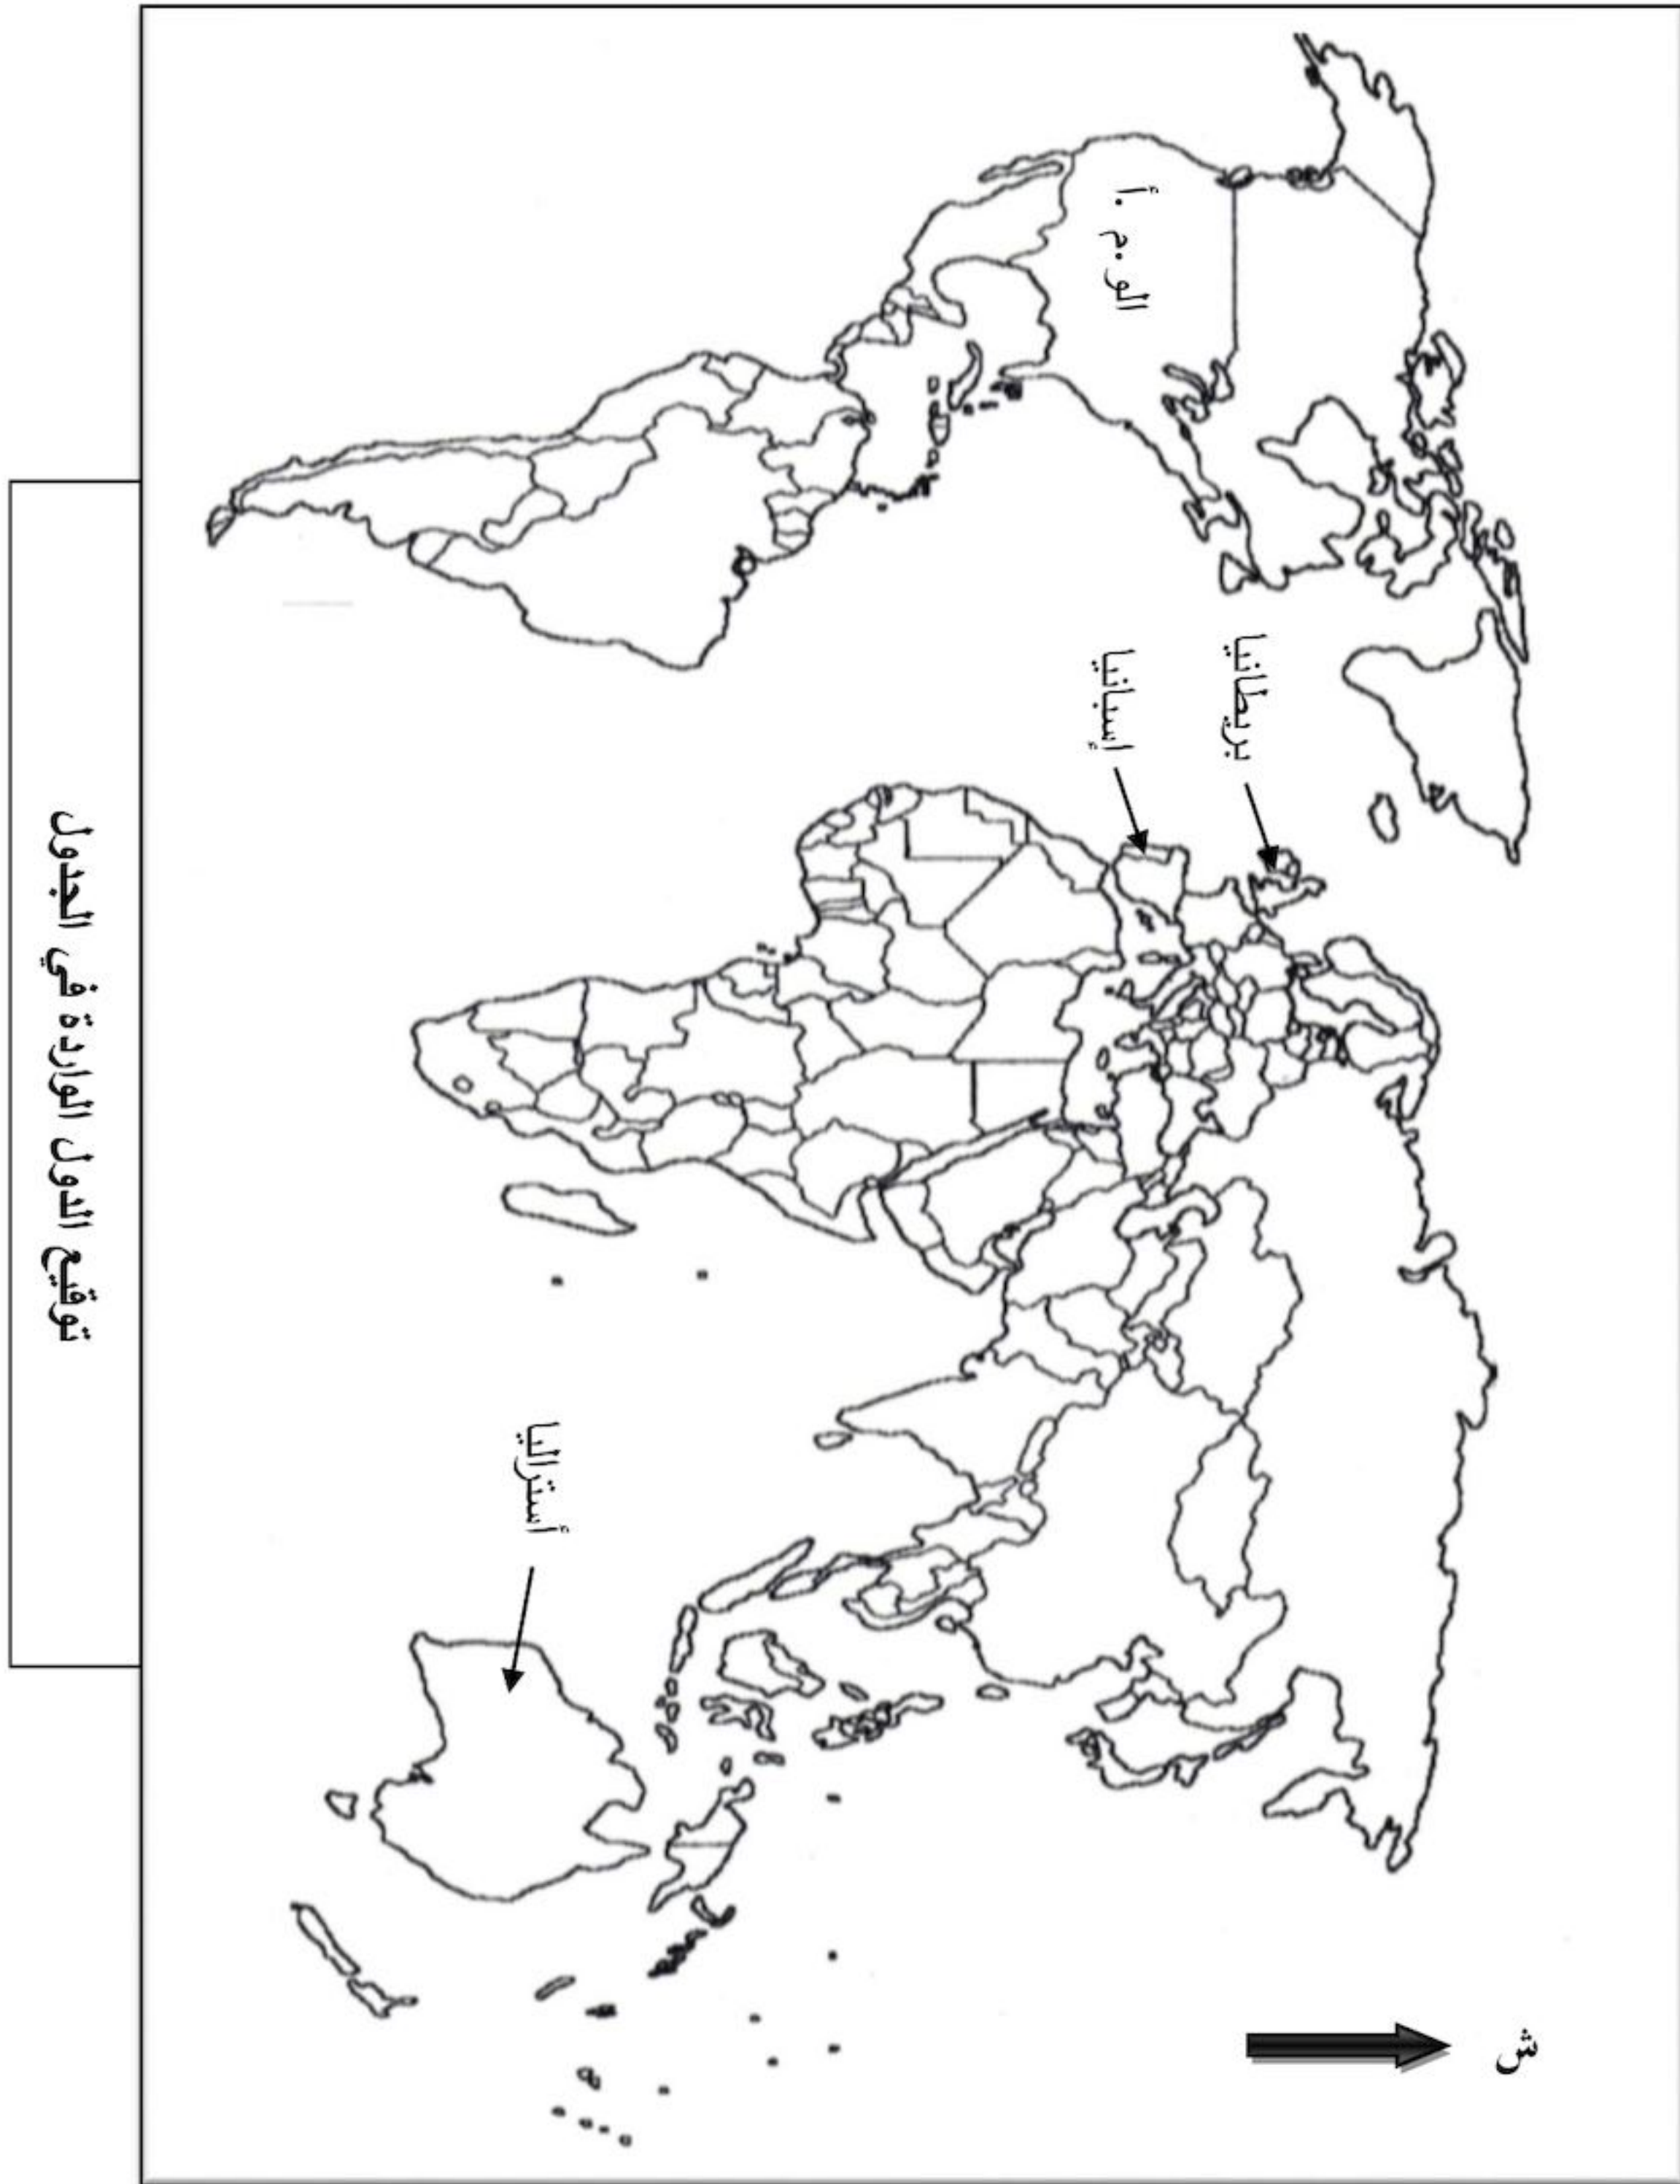 ش
بريطانيا
إسبانيا
الو.م.أ
أستراليا
توقيع الدول الواردة في الجدول